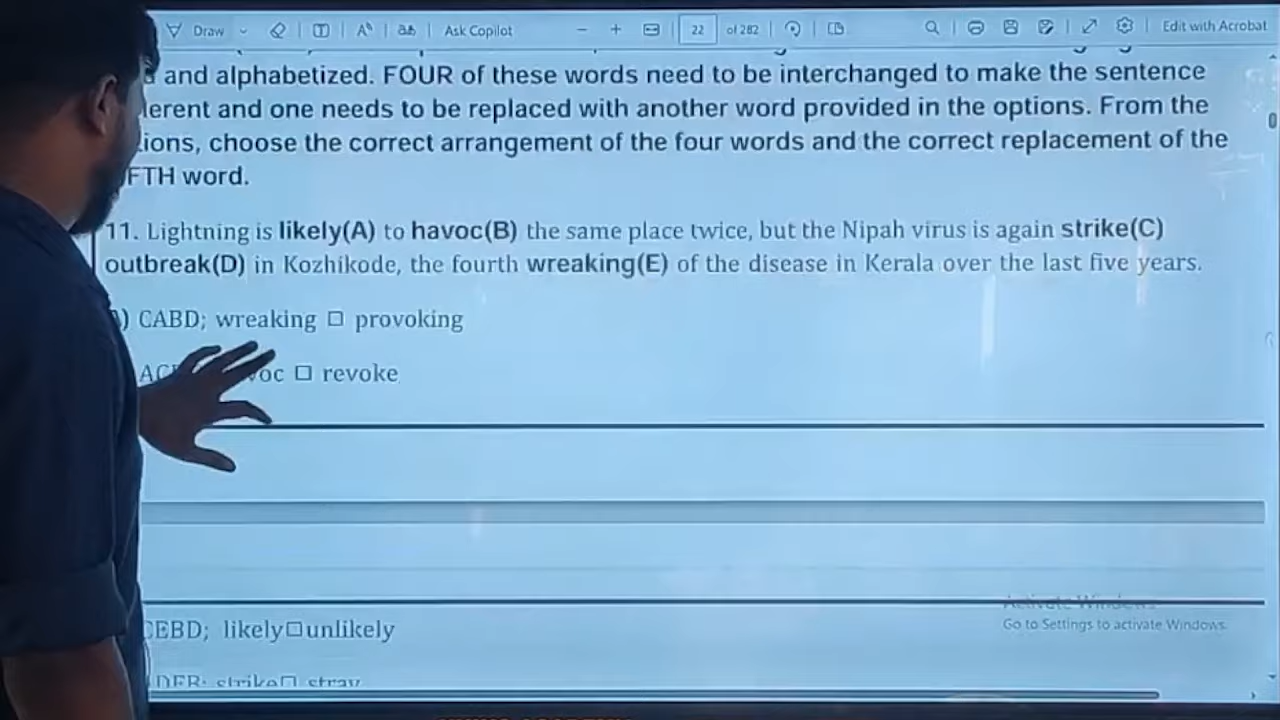 Draw
Ask Copilot
22 of 282
Edit with Acrobat
and alphabetized. FOUR of these words need to be interchanged to make the sentence
and one needs to be replaced with another word provided in the options. From the
choose the correct arrangement of the four words and the correct replacement of the
word.
11. Lightning is likely(A) to havoc(B) the same place twice, but the Nipah virus is again strike(C)
outbreak(D) in Kozhikode, the fourth wreaking(E) of the disease in Kerala over the last five years.
CABD; wreaking □ provoking
□ revoke
Go to Settings to activate Windows.
CEBD; likely□unlikely